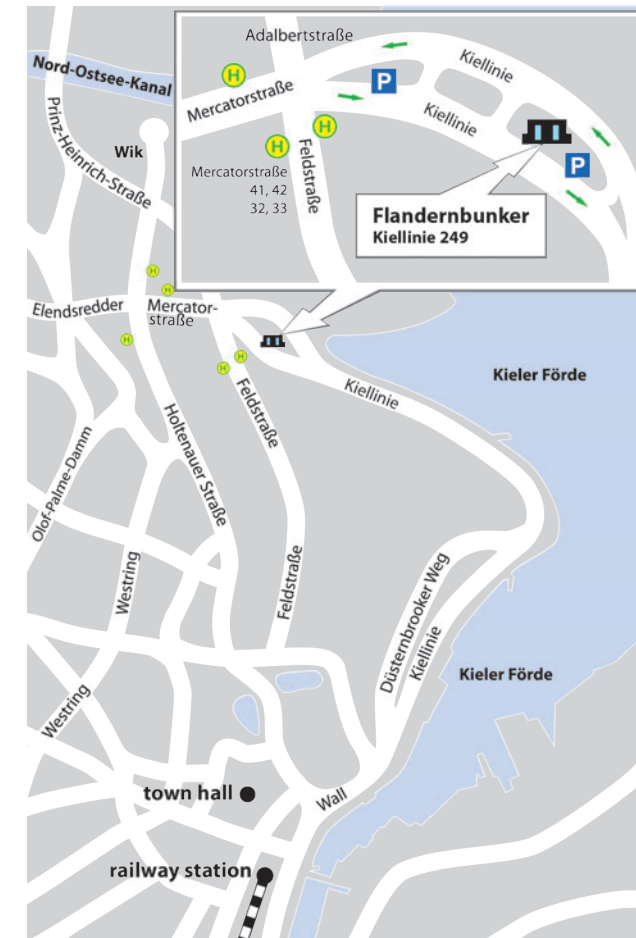 Adalbertstraße
Kiellinie
Nord-Ostsee-Kanal
H
P
Mercatorstraße
Kiellinie
Prinz-Heinrich-Straße
H
H
Wik
Feldstraße
P
Mercatorstraße
41, 42
32, 33
Flandernbunker
Kiellinie 249
H
H
Elendsredder
Mercator-
straße
H
H
H
Kiellinie
Kieler Förde
Feldstraße
Holtenauer Straße
Olof-Palme-Damm
Westring
Feldstraße
Düsternbrooker Weg
Kiellinie
Kieler Förde
Westring
town hall
Wall
railway station